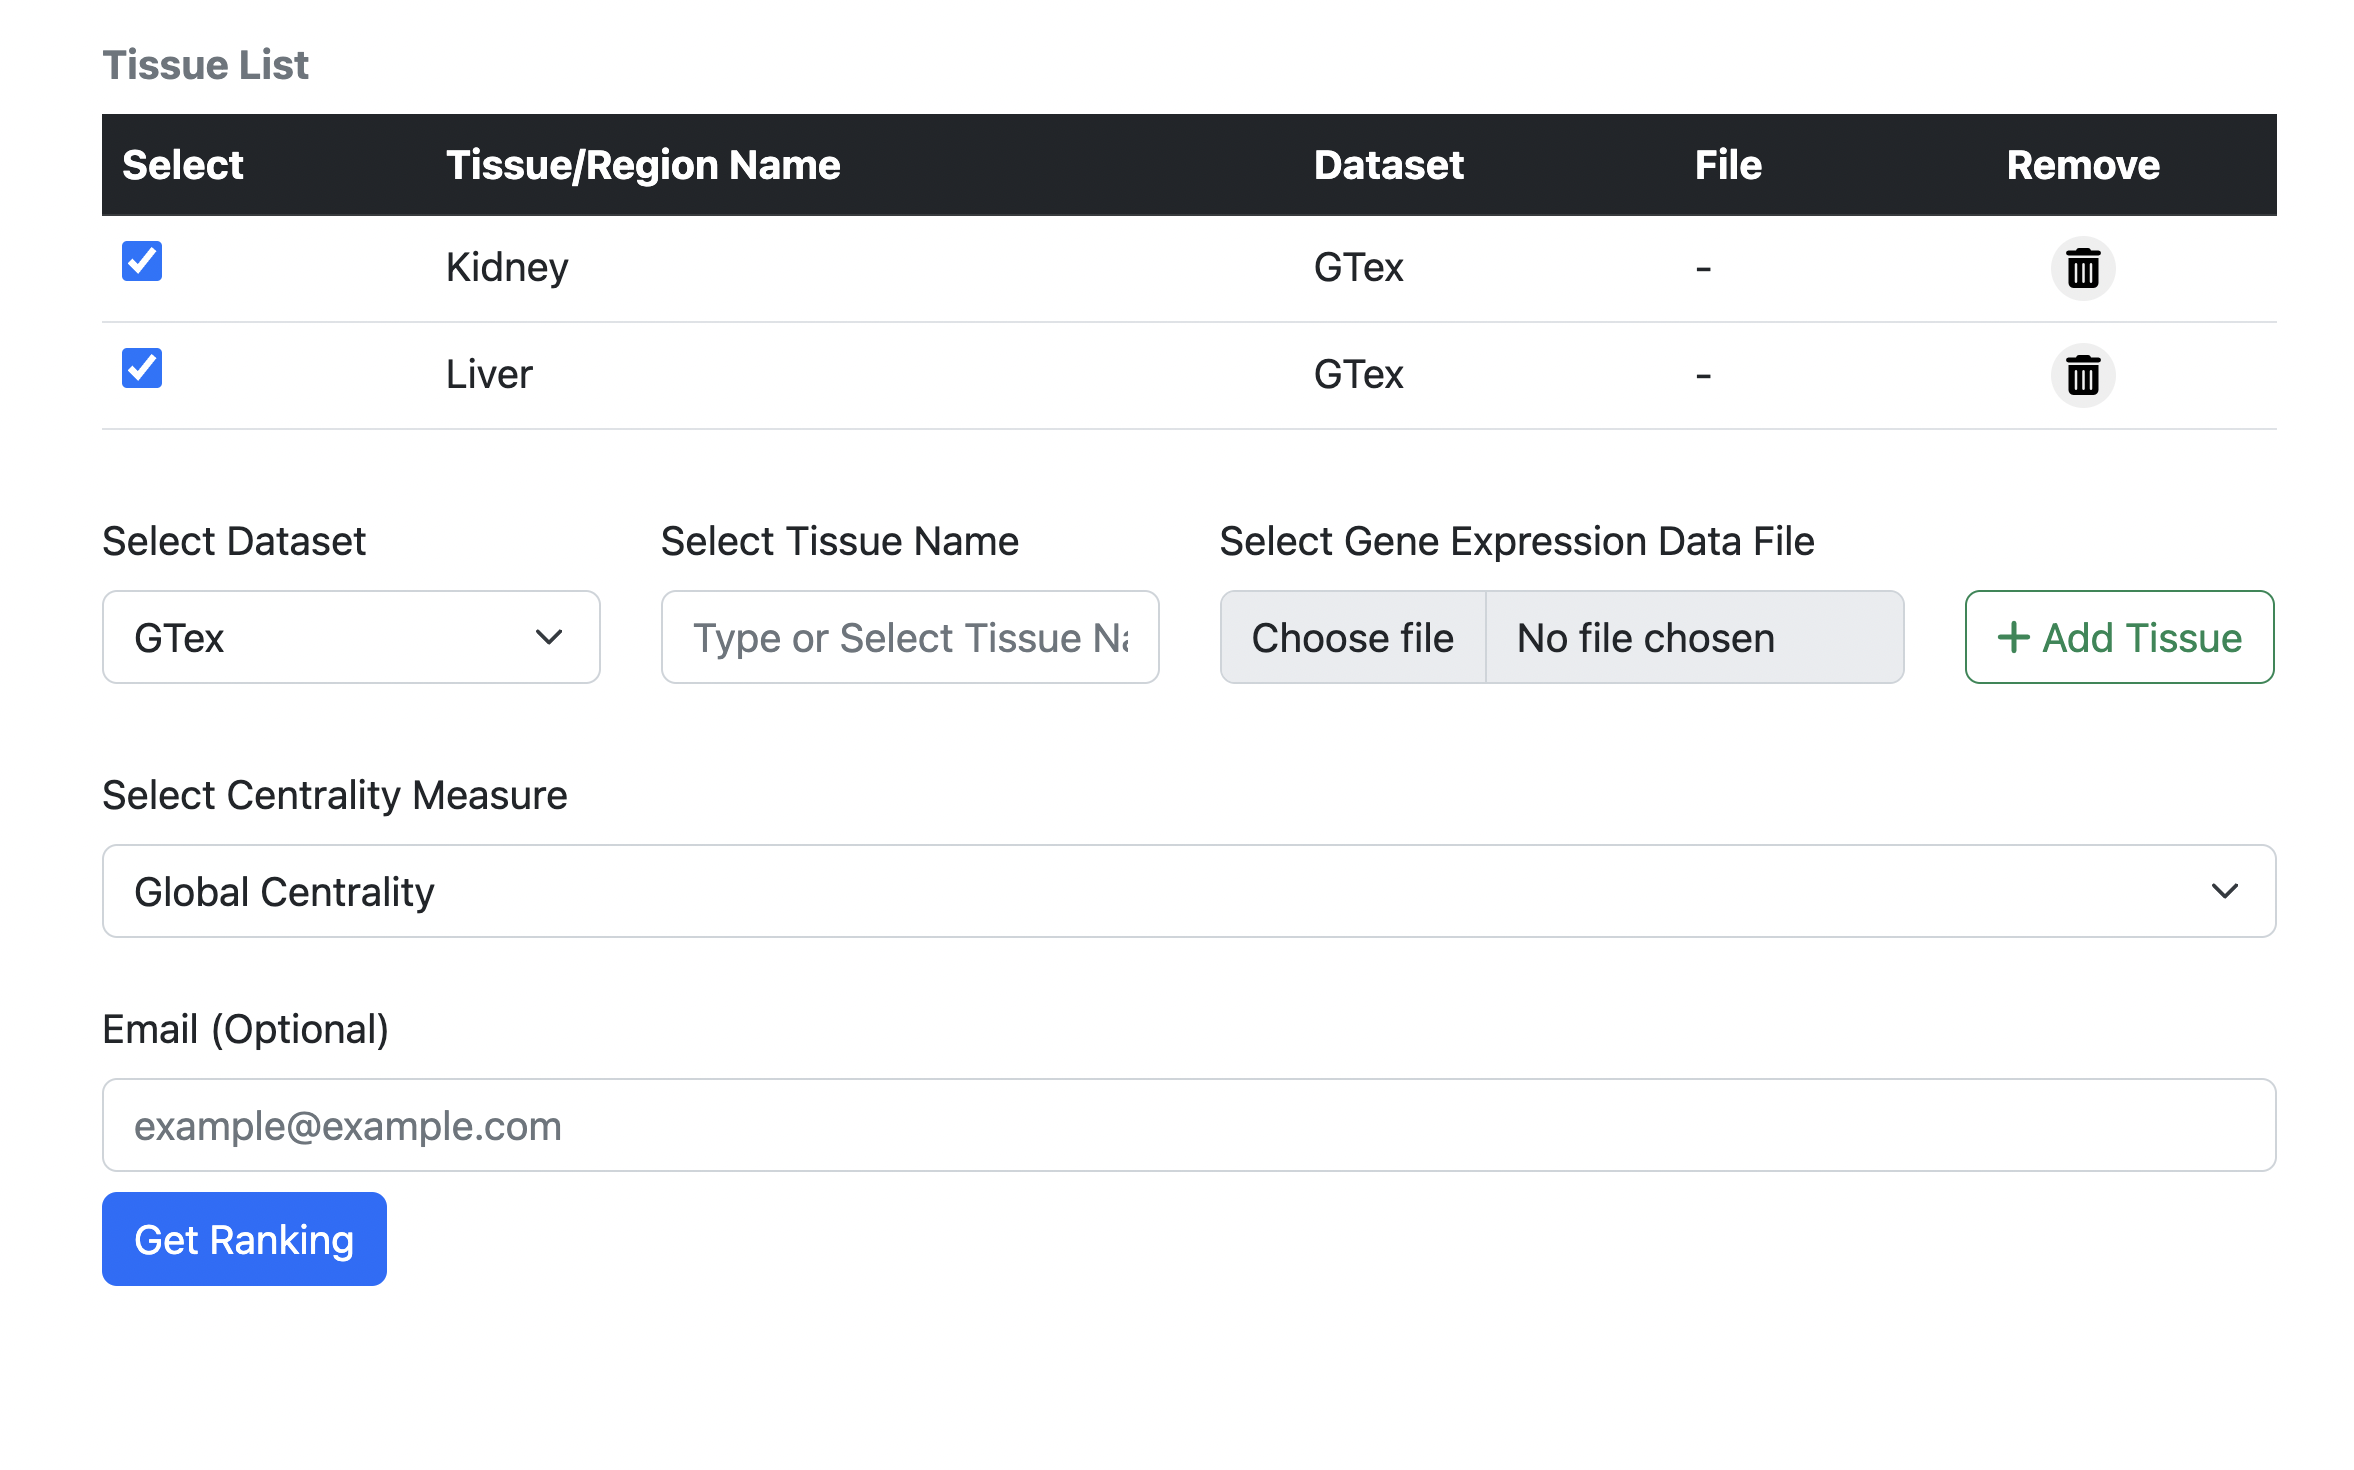 Tissue List
Select Tissue/Region Name Dataset File Remove
Kidney GTex -
Liver GTex -
Select Dataset Select Tissue Name Select Gene Expression Data File
GTex Type or Select Tissue Choose file No file chosen + Add Tissue
Select Centrality Measure
Global Centrality
Email (Optional)
example@example.com
Get Ranking